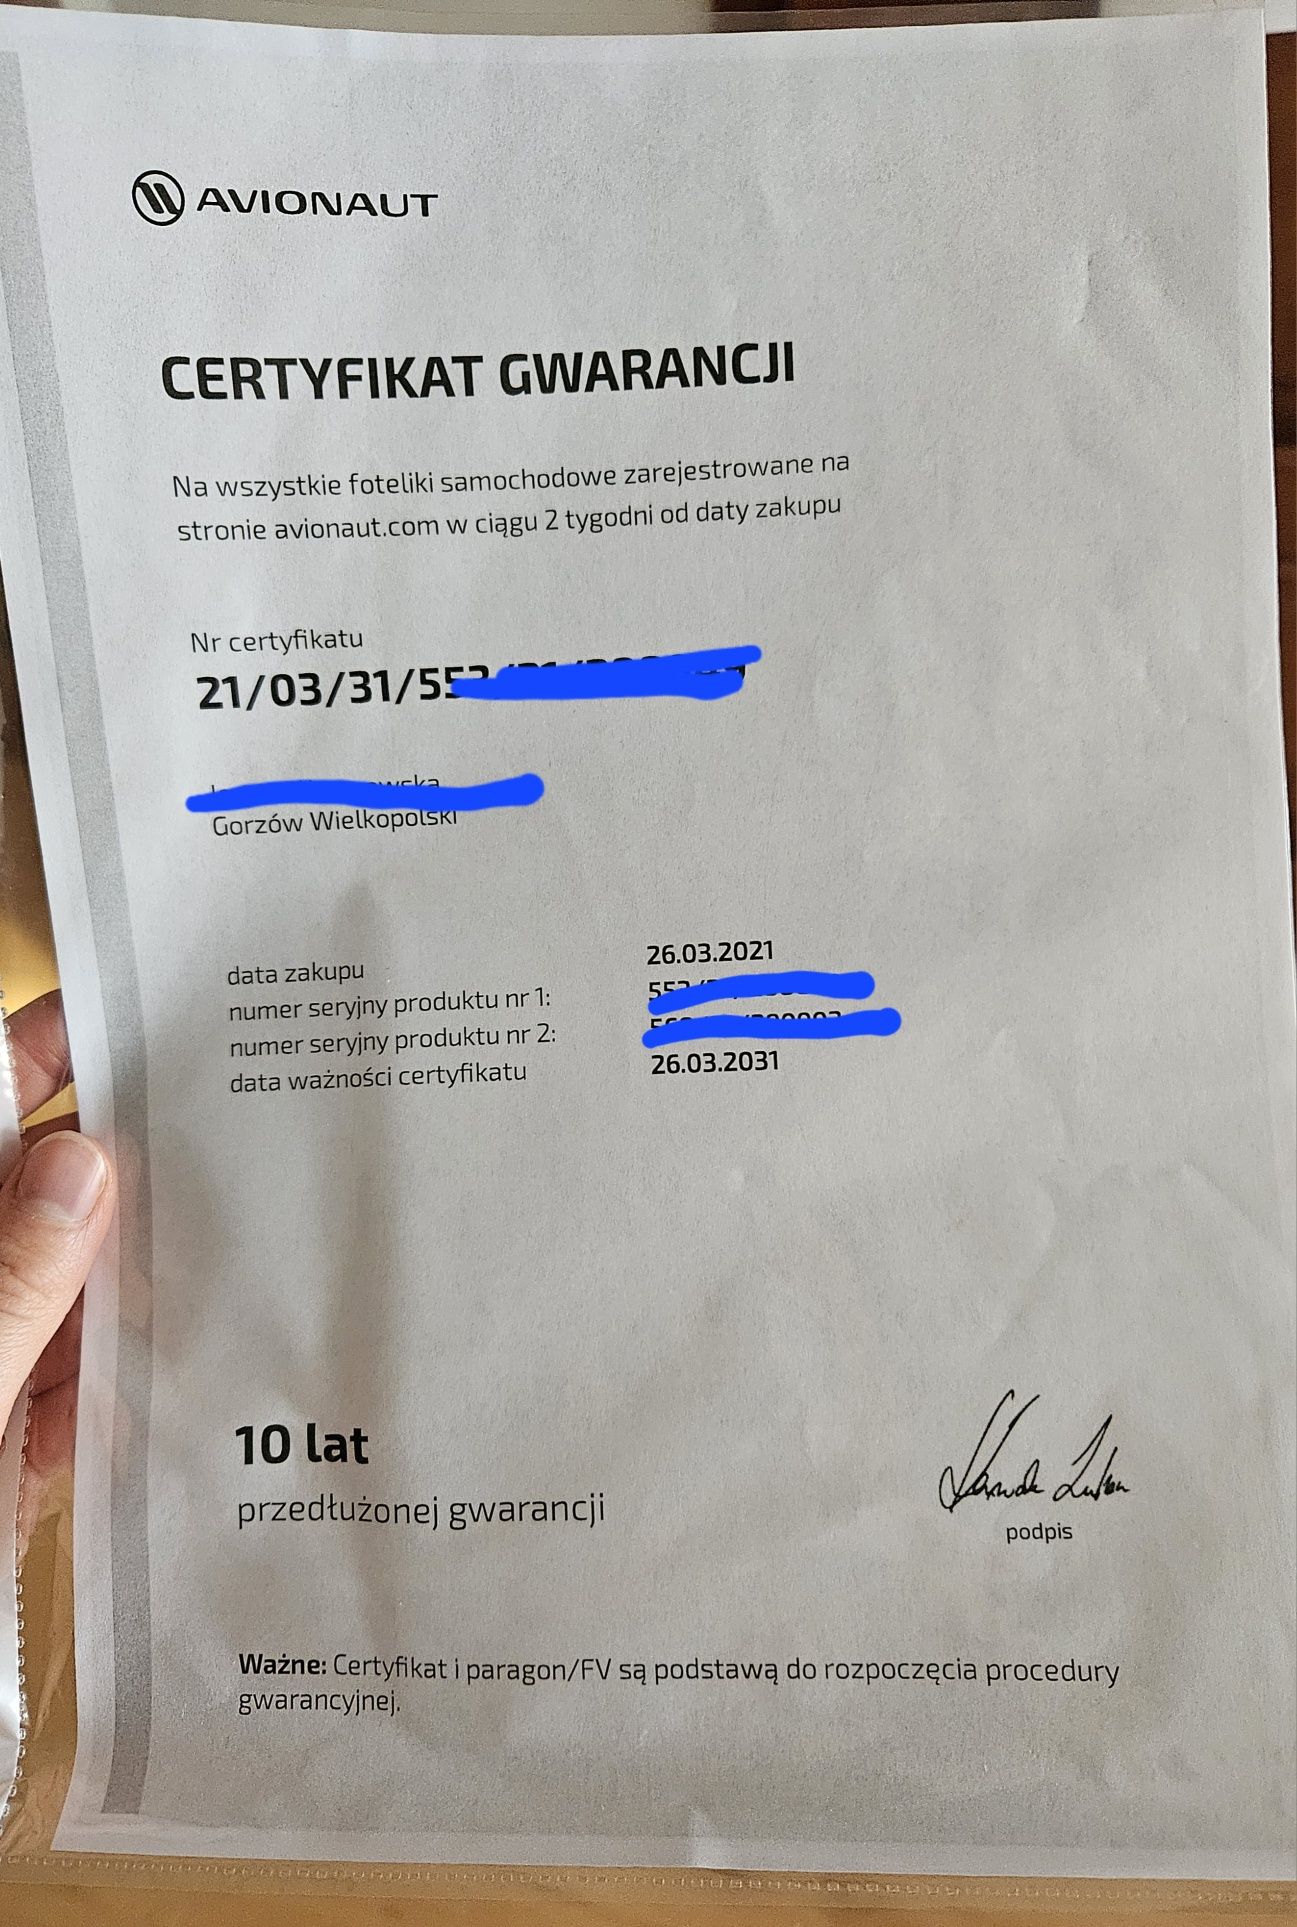 AVIONAUT
CERTYFIKAT GWARANCJI
Na wszystkie foteliki samochodowe zarejestrowane na
stronie avionaut.com w ciągu 2 tygodni od daty zakupu
Nr certyfikatu
21/03/31/55
Gorzów Wielkopolski
data zakupu 26.03.2021
numer seryjny produktu nr 1:
numer seryjny produktu nr 2:
data ważności certyfikatu 26.03.2031
10 lat
przedłużonej gwarancji
podpis
Ważne: Certyfikat i paragon/FV są podstawą do rozpoczęcia procedury
gwarancyjnej.